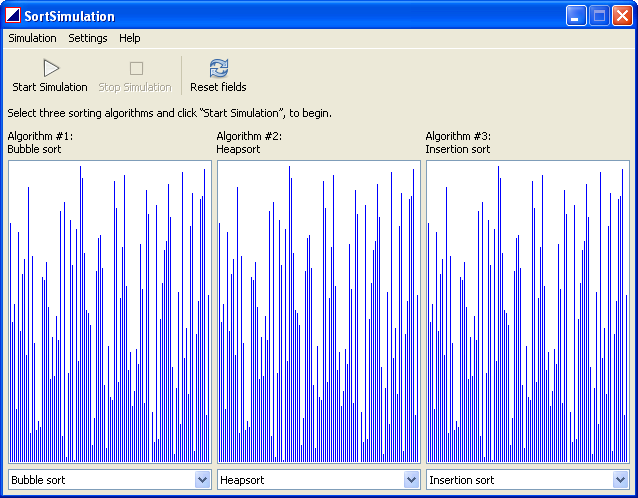 SortSimulation
Simulation Settings Help
Start Simulation Stop Simulation Reset fields
Select three sorting algorithms and click "Start Simulation", to begin.
Algorithm #1: Algorithm #2: Algorithm #3:
Bubble sort Heapsort Insertion sort
Bubble sort Heapsort Insertion sort